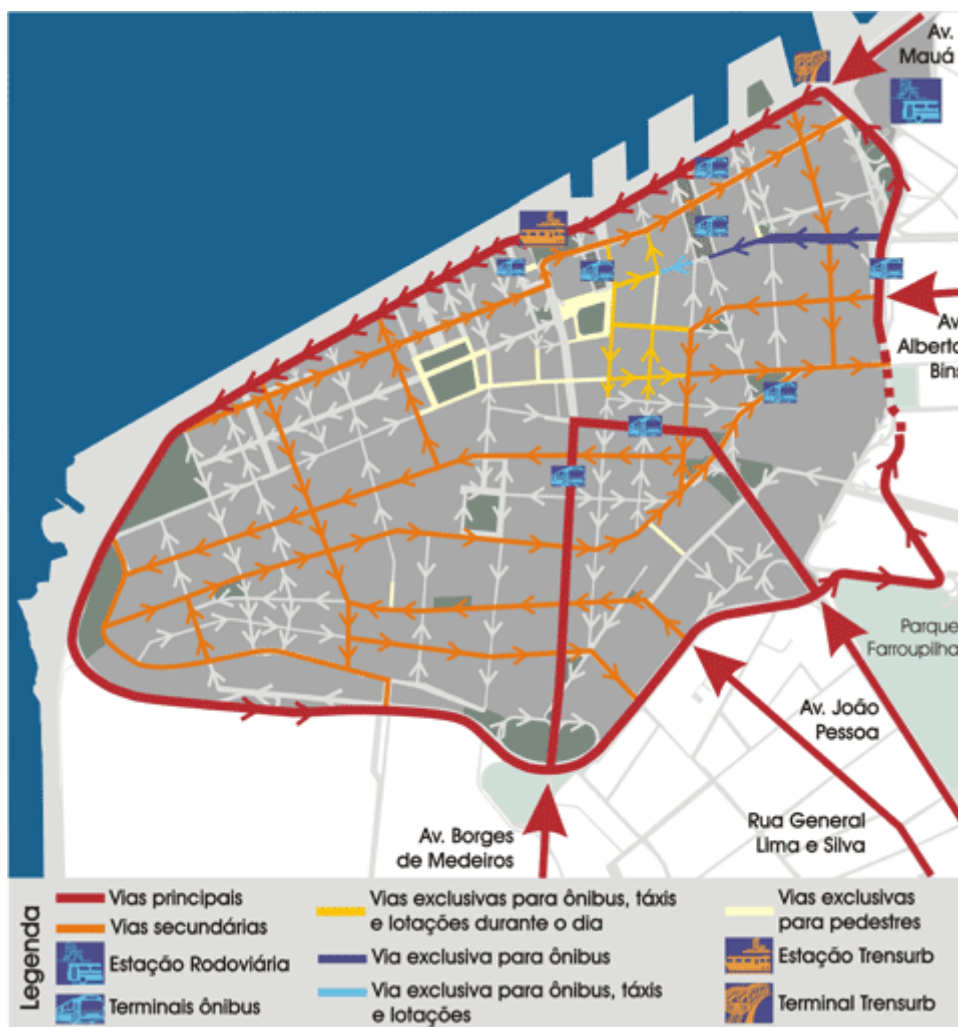 Av.
Mauá
Av.
Alberto
Bins
Parque
Farroupilha
Av. João
Pessoa
Rua General
Lima e Silva
Av. Borges
de Medeiros
Legenda
Vias principais
Vias secundárias
Estação Rodoviária
Terminais ônibus
Vias exclusivas para ônibus, táxis
e lotações durante o dia
Via exclusiva para ônibus
Via exclusiva para ônibus, táxis
e lotações
Vias exclusivas
para pedestres
Estação Trensurb
Terminal Trensurb